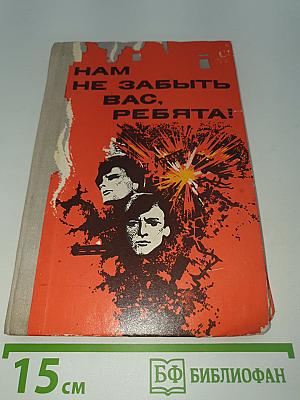 НАМ
НЕ ЗАБЫТЬ
ВАС,
РЕБЯТА!
15 см
БФ БИБЛИОФАН